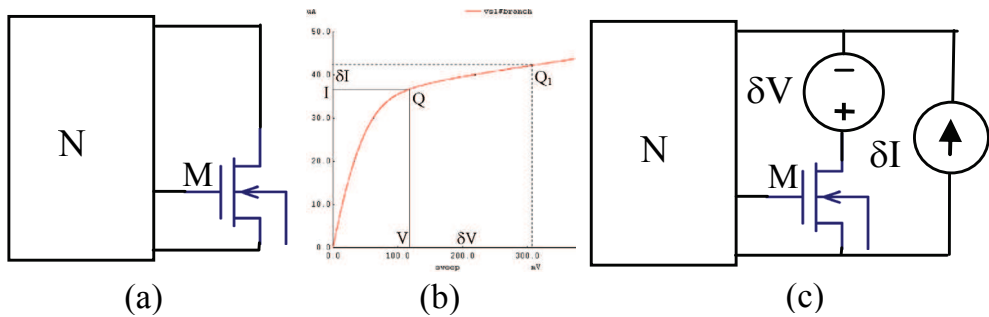 N
M
(a)
uA
vs1#branch
50.0
40.0
30.0
20.0
10.0
0.0
δI
I
Q
Q1
V
δV
0.0
100.0
200.0
300.0
sweep
mV
(b)
N
M
δV
−
+
δI
(c)